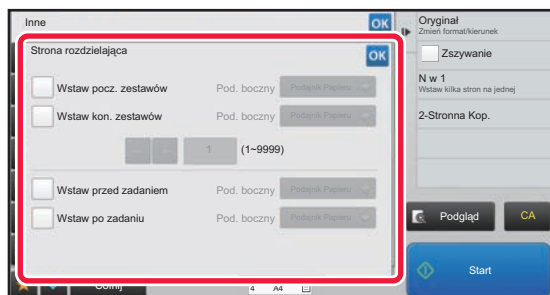 Inne OK
Strona rozdzielająca OK
Wstaw pocz. zestawów Pod. boczny Podajnik Papieru
Wstaw kon. zestawów Pod. boczny Podajnik Papieru
1 (1~9999)
Wstaw przed zadaniem Pod. boczny Podajnik Papieru
Wstaw po zadaniu Pod. boczny Podajnik Papieru
4 A4
Oryginał
Zmień format/kierunek
Zszywanie
N w 1
Wstaw kilka stron na jednej
2-Stronna Kop.
Podgląd CA
Start